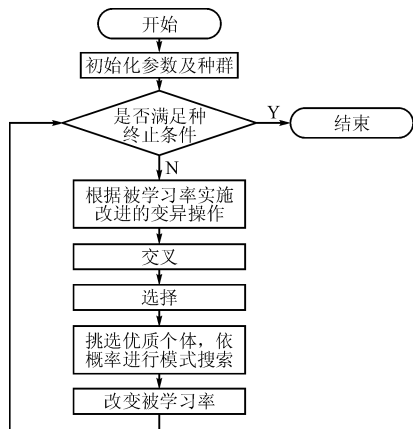 开始
初始化参数及种群
是否满足种
终止条件
Y
结束
N
根据被学习率实施
改进的变异操作
交叉
选择
挑选优质个体，依
概率进行模式搜索
改变被学习率